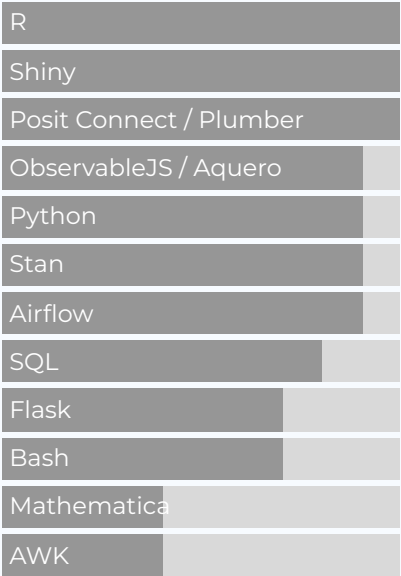 R
Shiny
Posit Connect / Plumber
ObservableJS / Aquero
Python
Stan
Airflow
SQL
Flask
Bash
Mathematica
AWK